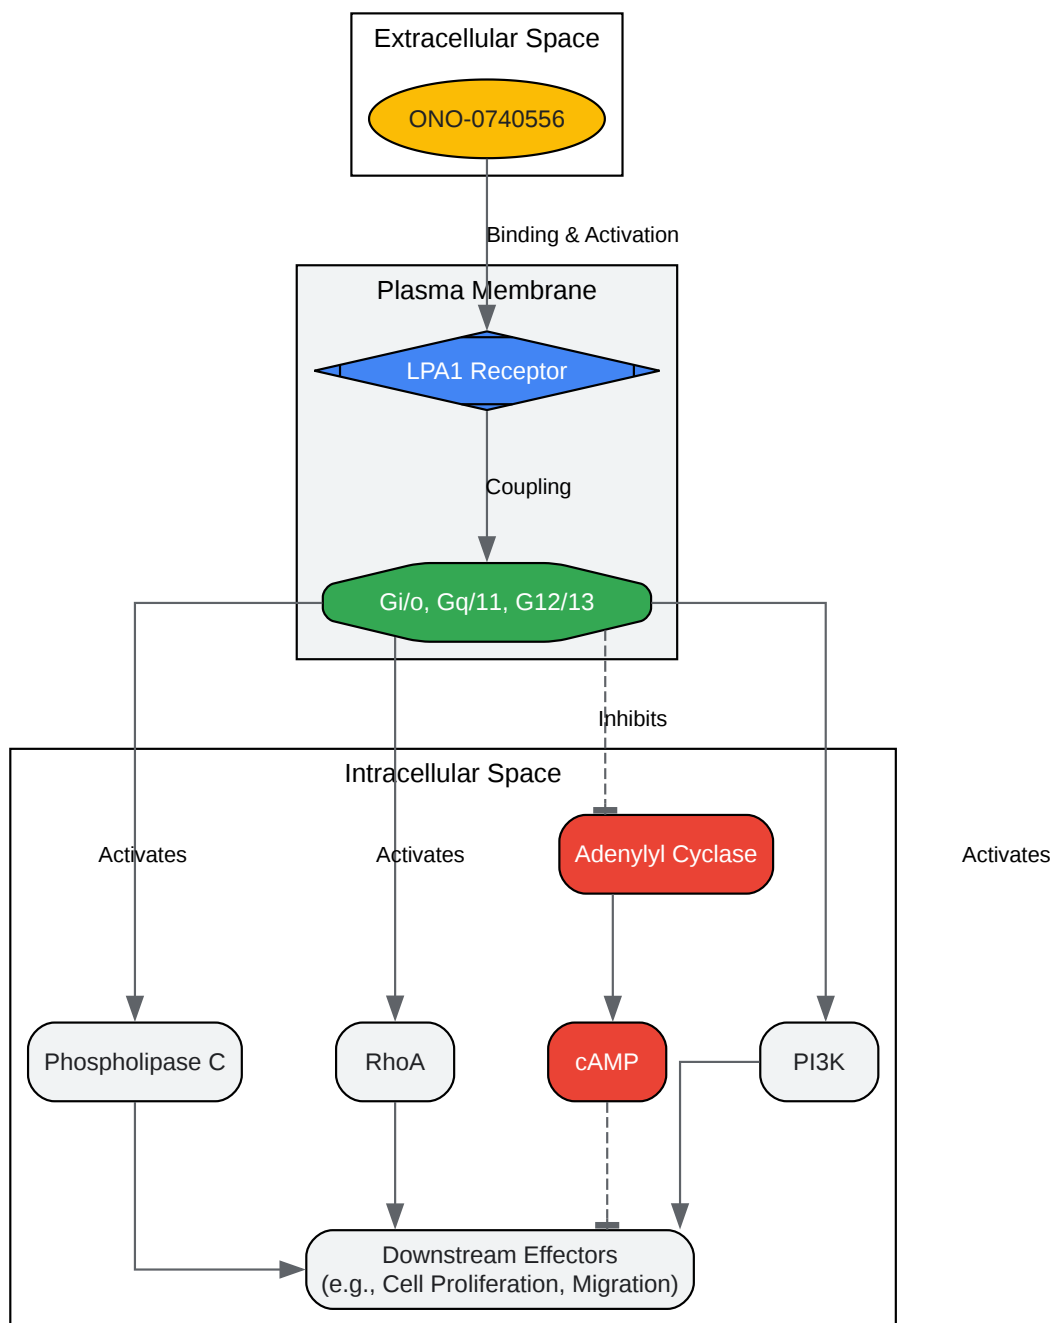 Extracellular Space
ONO-0740556
Binding & Activation
Plasma Membrane
LPA1 Receptor
Coupling
Gi/o, Gq/11, G12/13
Inhibits
Intracellular Space
Activates
Activates
Adenylyl Cyclase
Activates
Phospholipase C
RhoA
cAMP
PI3K
Downstream Effectors
(e.g., Cell Proliferation, Migration)